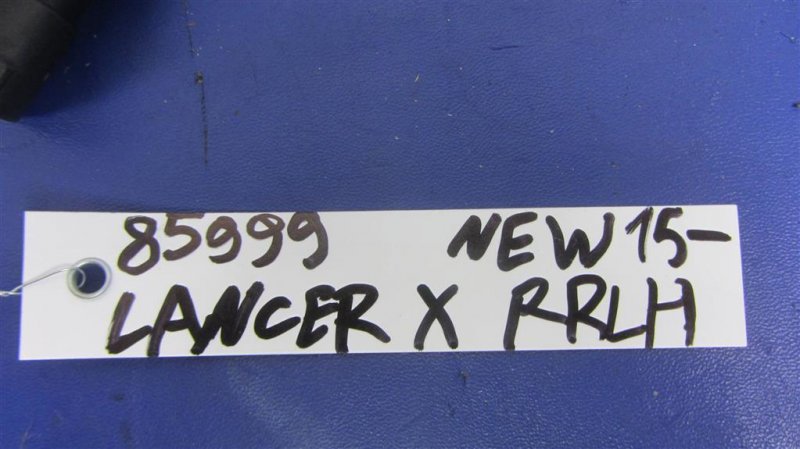 85999 NEW 15-
LANCER X RRLH